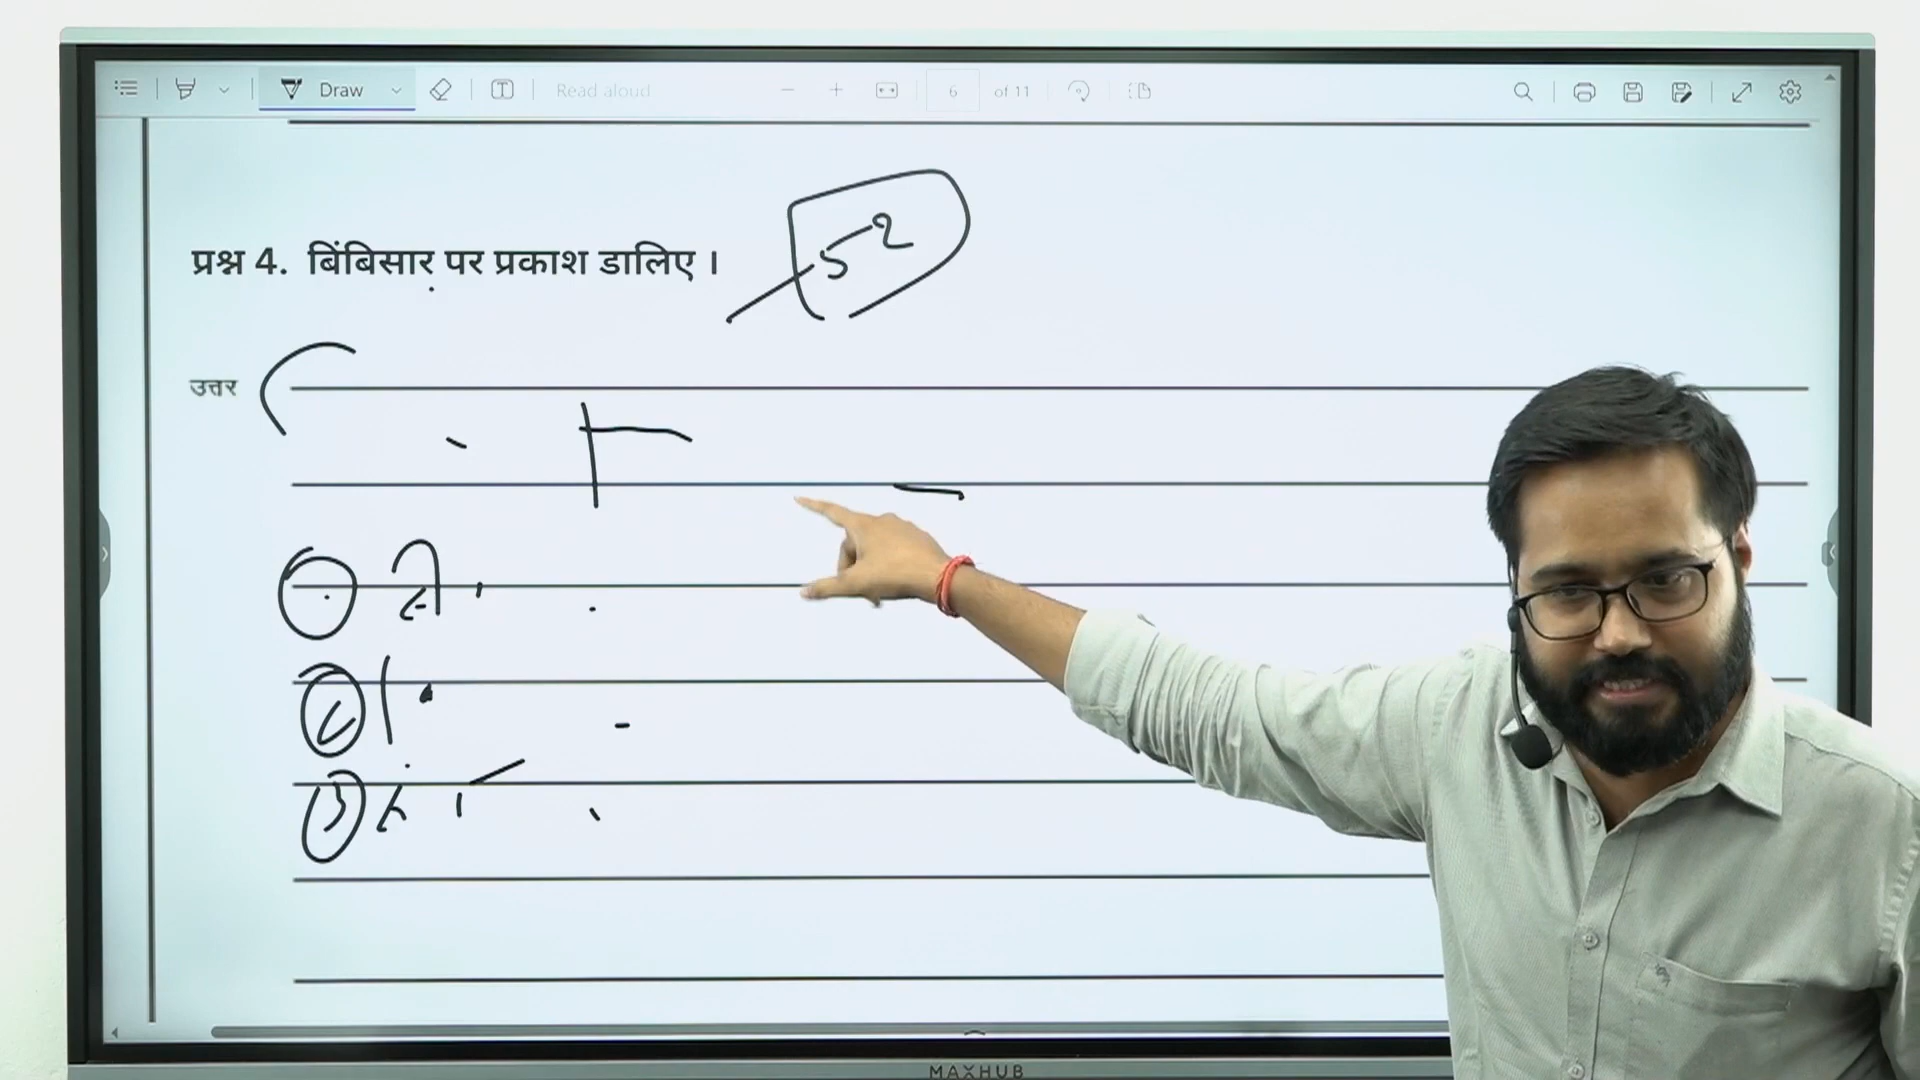 Draw Read aloud 6 of 11
प्रश्न 4. बिंबिसार पर प्रकाश डालिए ।
52
उत्तर
MAXHUB